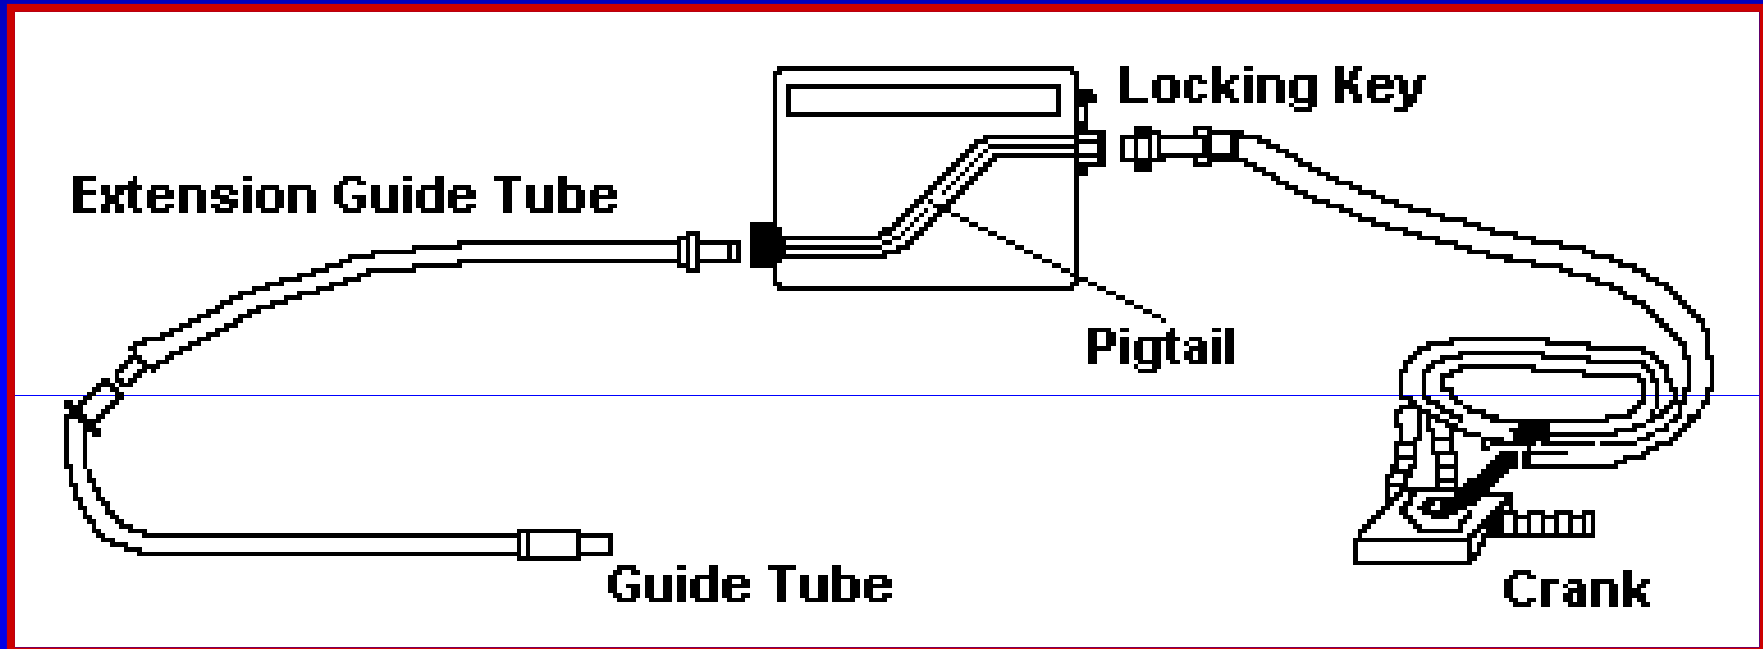 Locking Key
Extension Guide Tube
Pigtail
Guide Tube
Crank